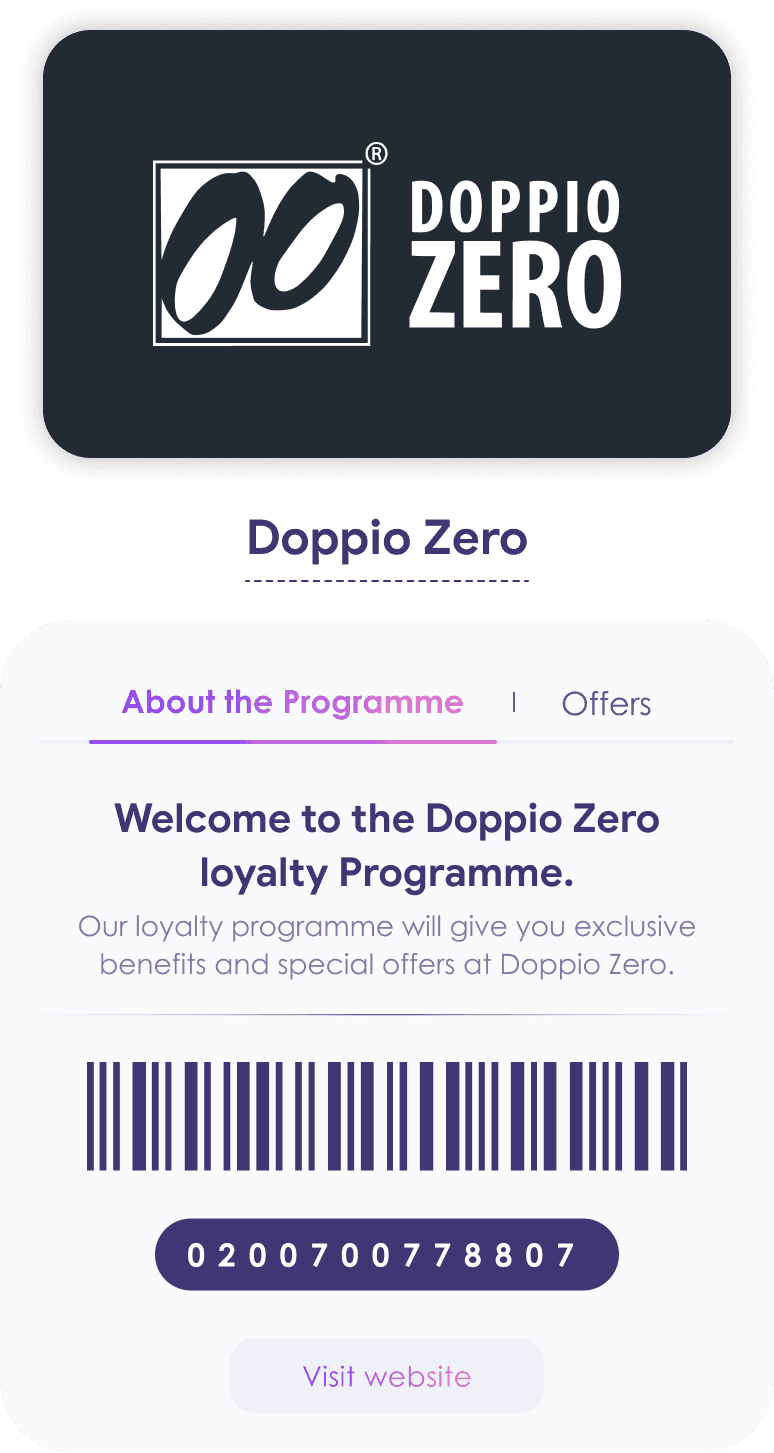 ®
DOPPIO
ZERO
Doppio Zero
About the Programme | Offers
Welcome to the Doppio Zero
loyalty Programme.
Our loyalty programme will give you exclusive
benefits and special offers at Doppio Zero.
0200700778807
Visit website